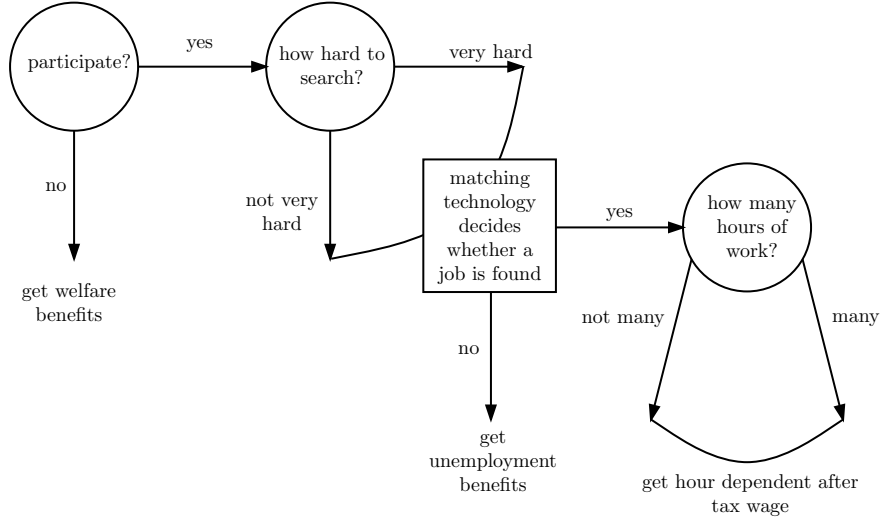 participate?
yes
how hard to
search?
very hard
no
not very
hard
get welfare
benefits
matching
technology
decides
whether a
job is found
yes
how many
hours of
work?
no
not many
many
get
unemployment
benefits
get hour dependent after
tax wage